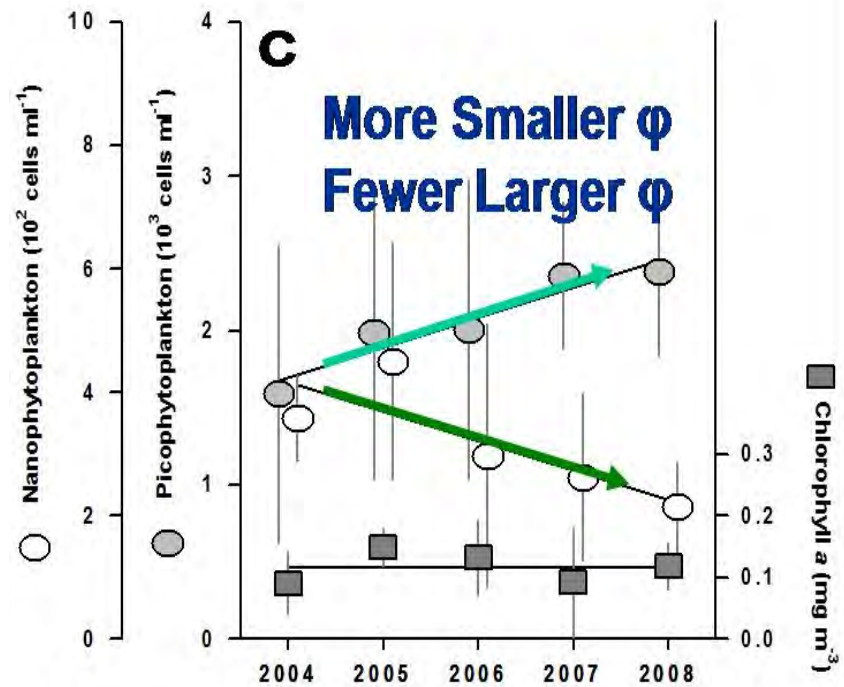 C
More Smaller φ
Fewer Larger φ
Nanophytoplankton (10² cells ml⁻¹)
10
8
6
4
2
0
Picophytoplankton (10³ cells ml⁻¹)
4
3
2
1
0
0.3
0.2
0.1
0.0
Chlorophyll a (mg m⁻³)
2004 2005 2006 2007 2008